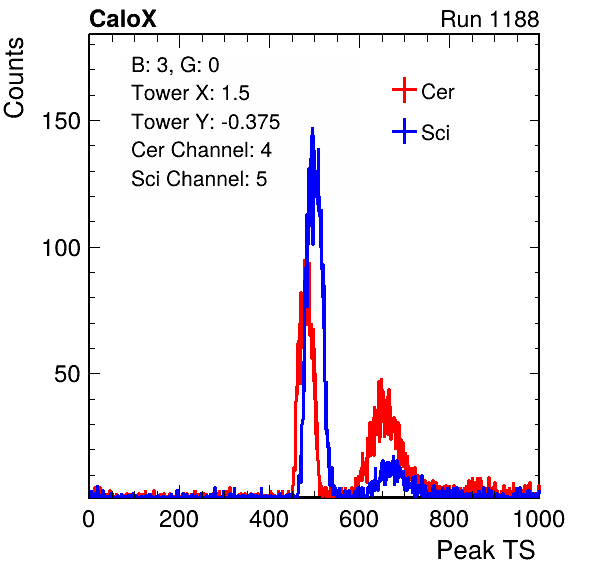 CaloX Run 1188
Counts
B: 3, G: 0
Tower X: 1.5
Tower Y: -0.375
Cer Channel: 4
Sci Channel: 5
Cer
Sci
150
100
50
0 200 400 600 800 1000
Peak TS